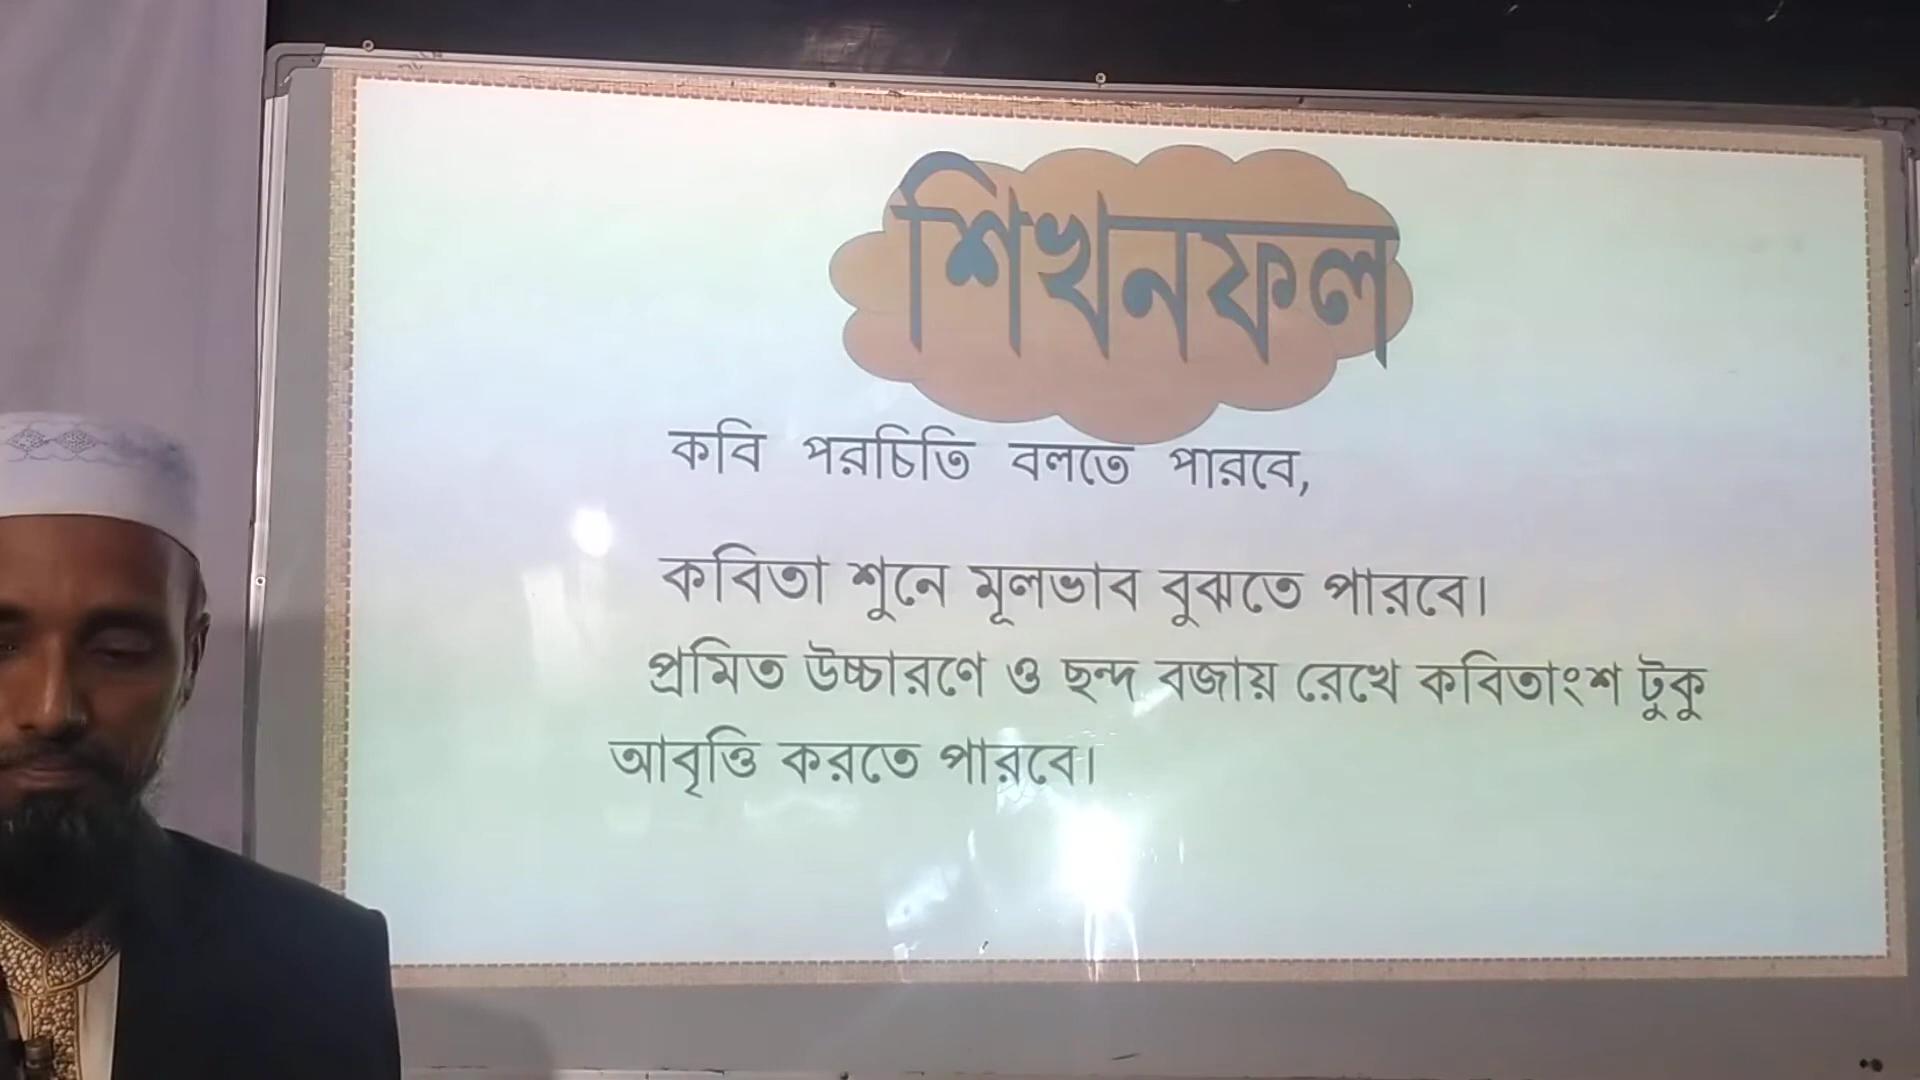 শিখনফল
কবি পরচিতি বলতে পারবে,
কবিতা শুনে মূলভাব বুঝতে পারবে।
প্রমিত উচ্চারণে ও ছন্দ বজায় রেখে কবিতাংশ টুকু
আবৃত্তি করতে পারবে।